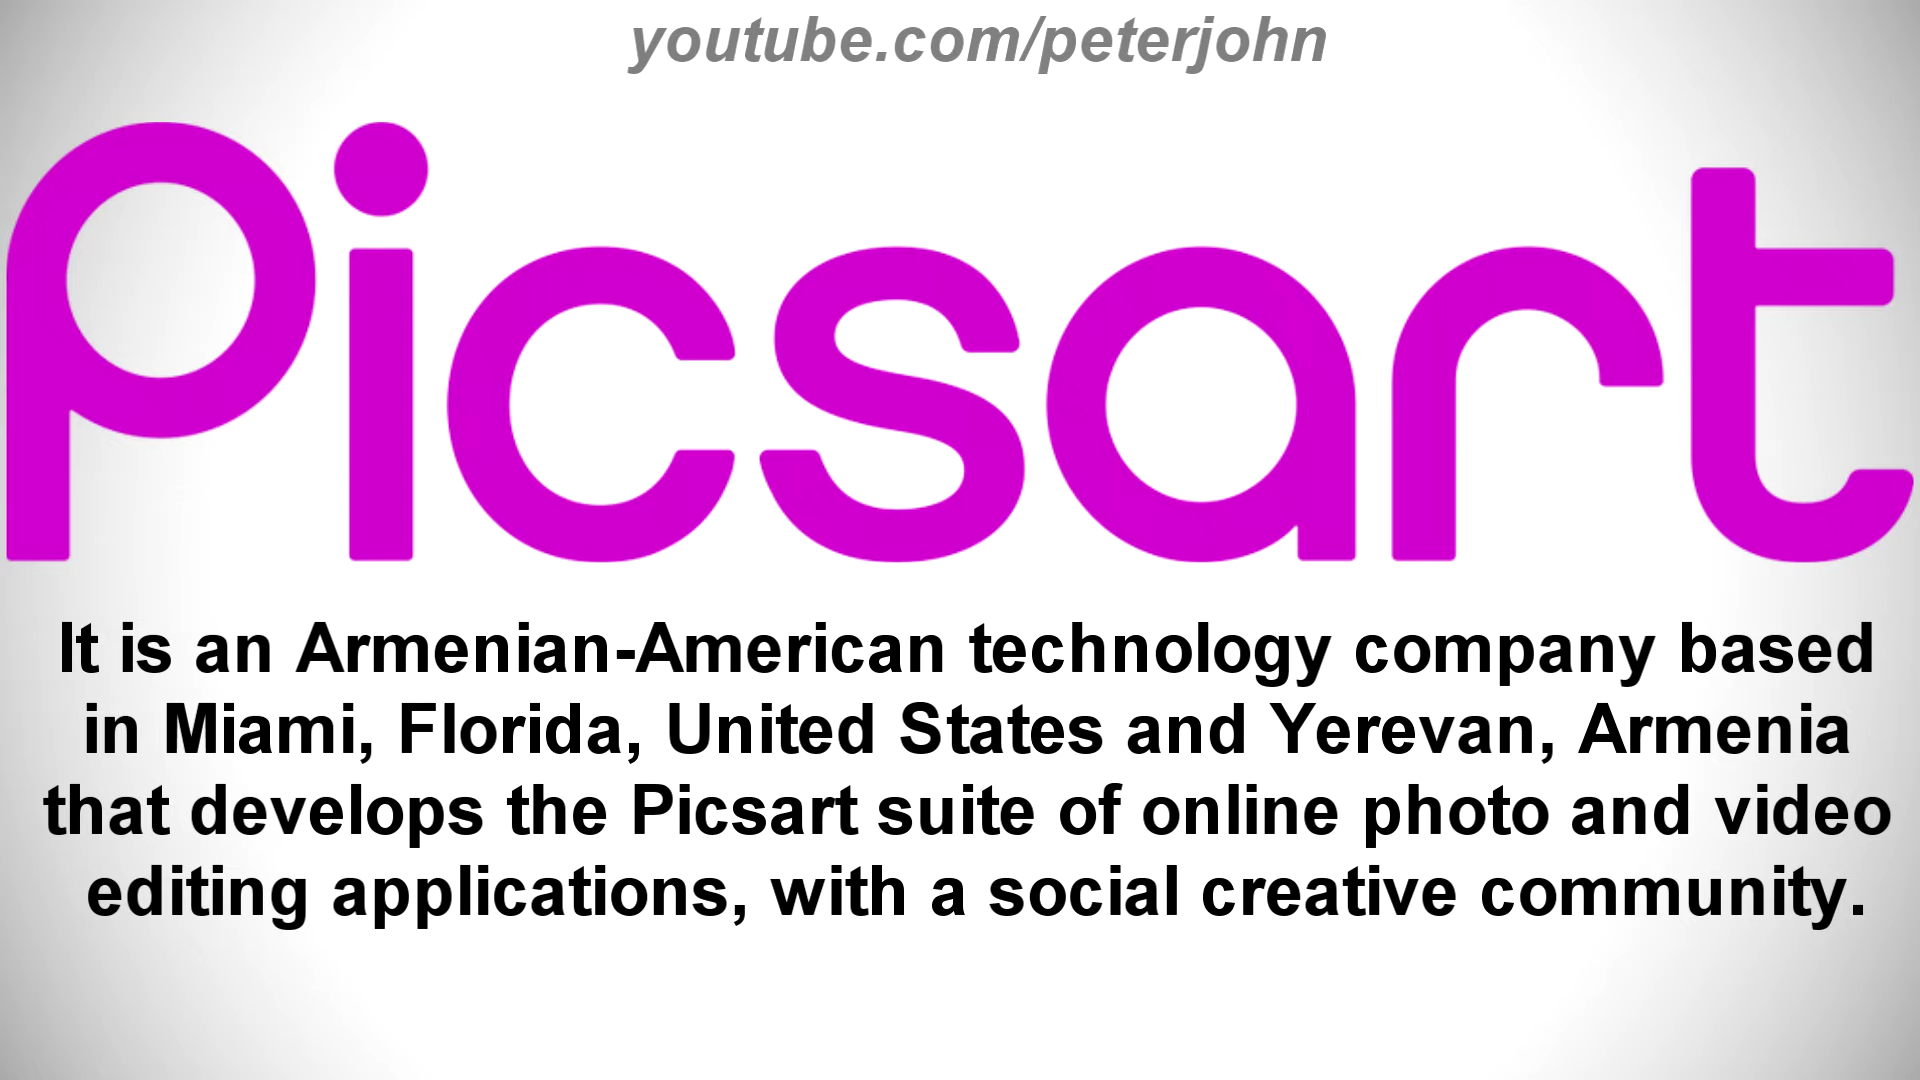 youtube.com/peterjohn
Picsart
It is an Armenian-American technology company based
in Miami, Florida, United States and Yerevan, Armenia
that develops the Picsart suite of online photo and video
editing applications, with a social creative community.